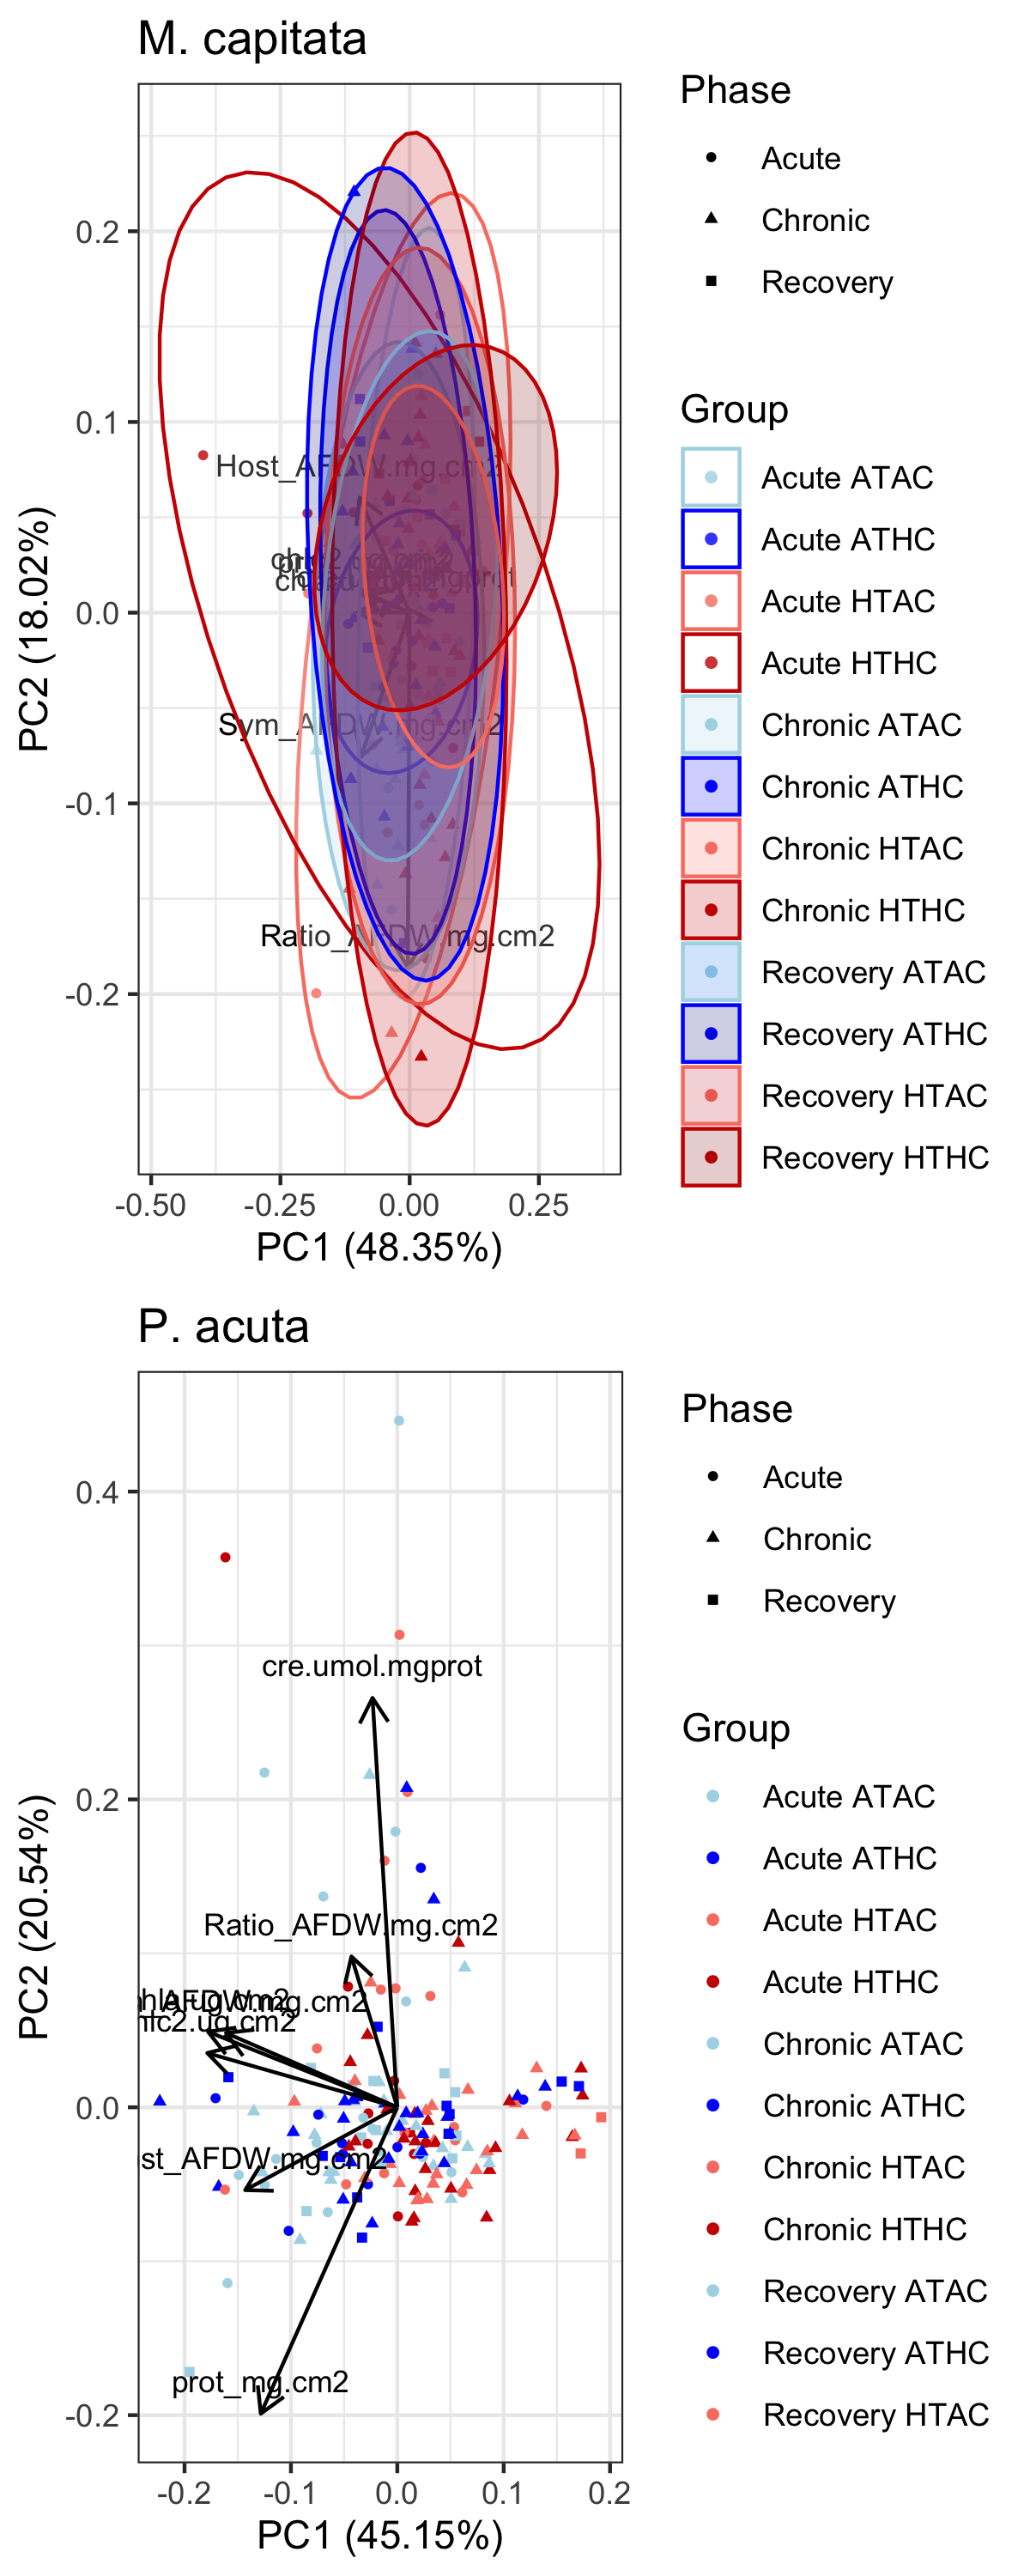 M. capitata
Phase
Acute
Chronic
Recovery
Group
Acute ATAC
Acute ATHC
Acute HTAC
Acute HTHC
Chronic ATAC
Chronic ATHC
Chronic HTAC
Chronic HTHC
Recovery ATAC
Recovery ATHC
Recovery HTAC
Recovery HTHC
PC2 (18.02%)
0.2
0.1
0.0
-0.1
-0.2
Host_AFDW.mg.cm2
Sym_AFDW.mg.cm2
Ratio_AFDW.mg.cm2
-0.50
-0.25
0.00
0.25
PC1 (48.35%)
P. acuta
Phase
Acute
Chronic
Recovery
Group
Acute ATAC
Acute ATHC
Acute HTAC
Acute HTHC
Chronic ATAC
Chronic ATHC
Chronic HTAC
Chronic HTHC
Recovery ATAC
Recovery ATHC
Recovery HTAC
PC2 (20.54%)
0.4
0.2
0.0
-0.2
cre.umol.mgprot
Ratio_AFDW.mg.cm2
st_AFDW.mg.cm2
prot_mg.cm2
-0.2
-0.1
0.0
0.1
0.2
PC1 (45.15%)